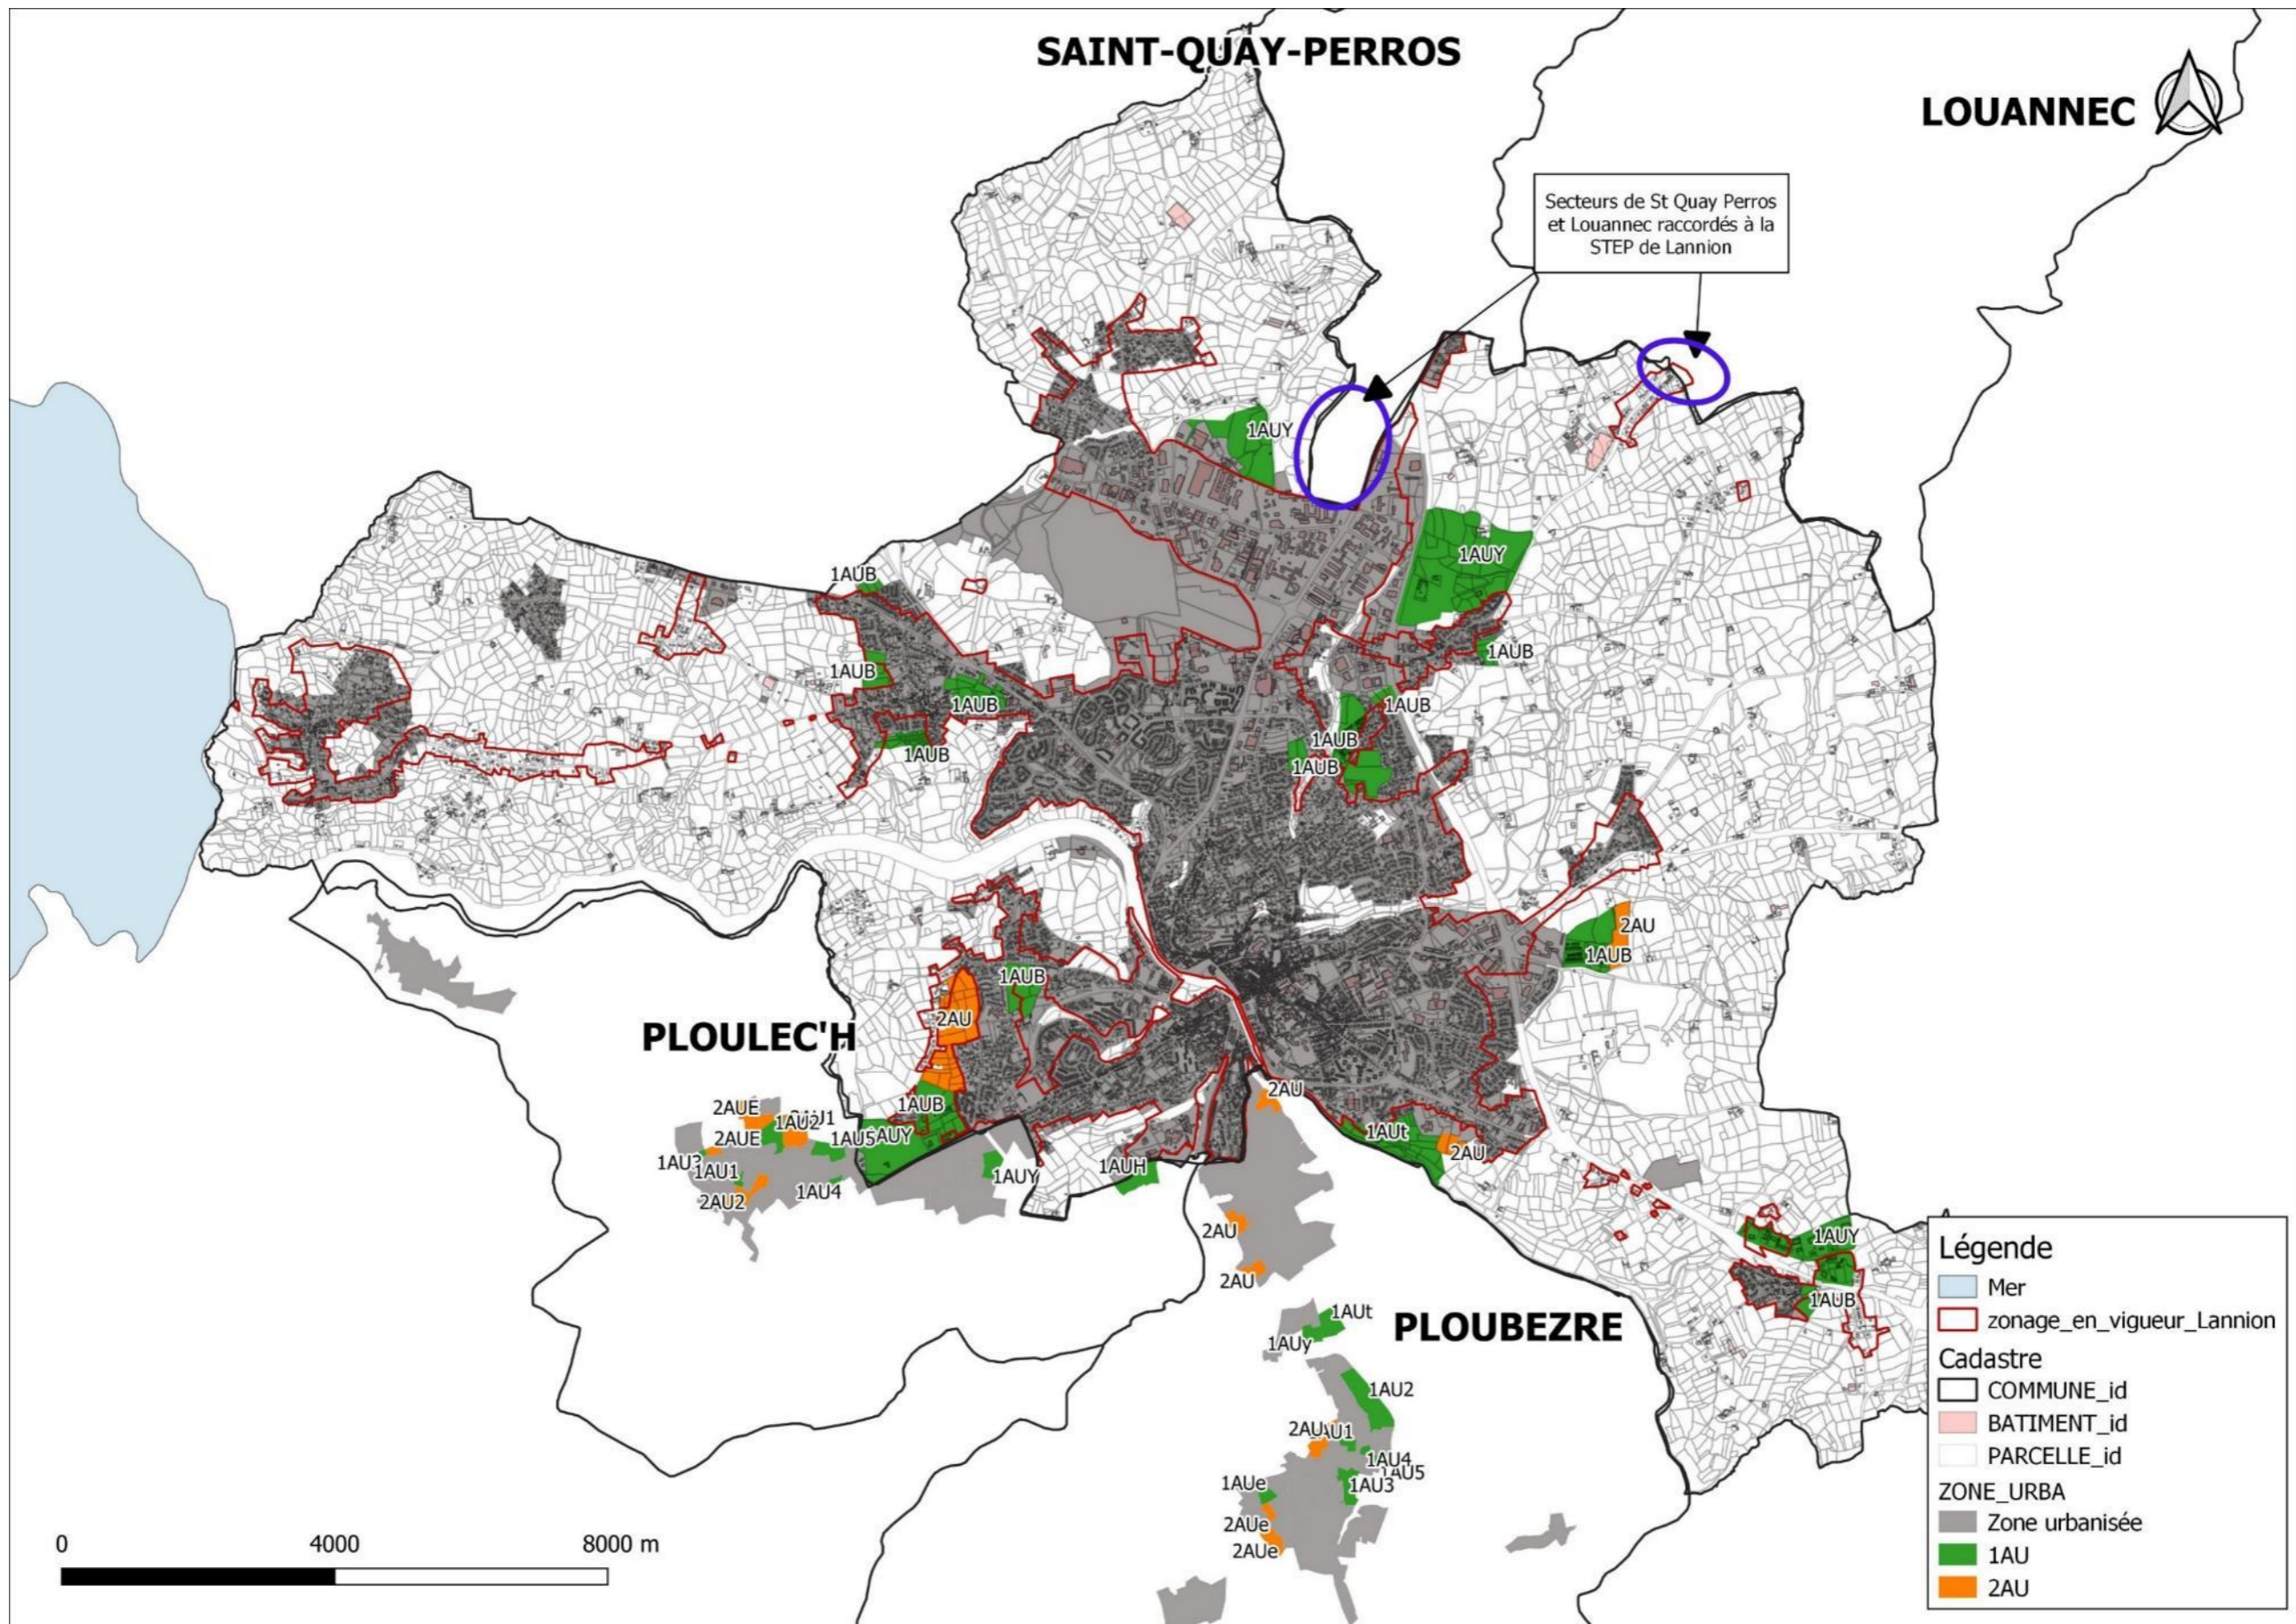 SAINT-QUAY-PERROS
LOUANNEC
Secteurs de St Quay Perros
et Louannec raccordés à la
STEP de Lannion
1AUY
1AUY
1AUB
1AUB
1AUB
1AUB
1AUB
1AUB
1AUB
1AUB
2AU
1AUB
1AUB
2AU
PLOULEC'H
2AU
1AUB
2AUE
1AU2
2AUE
1AU5
AUY
1AU3
1AU1
2AU2
1AU4
1AUY
1AUH
1AUt
2AU
2AU
2AU
1AUY
1AUB
1AUt
1AUy
PLOUBEZRE
1AU2
2AU
AU1
1AU4
1AU5
1AU3
1AUe
2AUe
2AUe
0 4000 8000 m
Légende
Mer
zonage_en_vigueur_Lannion
Cadastre
COMMUNE_id
BATIMENT_id
PARCELLE_id
ZONE_URBA
Zone urbanisée
1AU
2AU